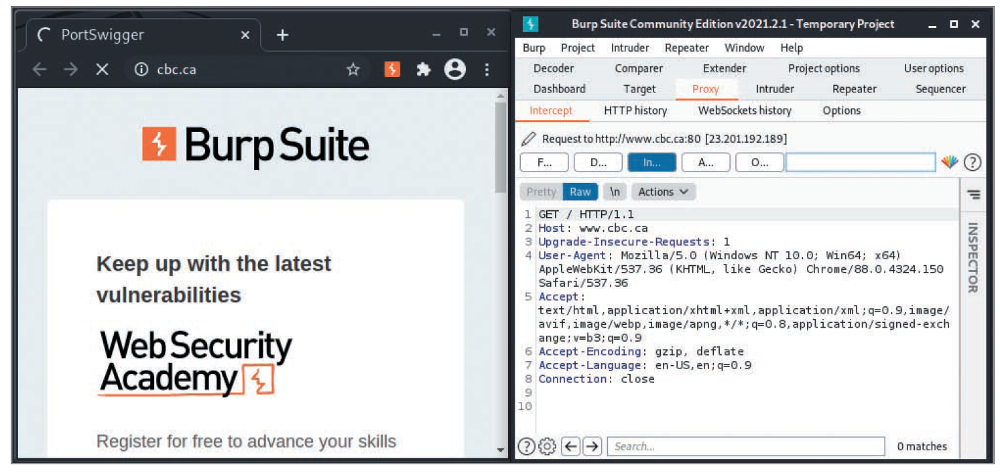 PortSwigger
cbc.ca
Burp Suite
Keep up with the latest
vulnerabilities
Web Security
Academy
Register for free to advance your skills
Burp Suite Community Edition v2021.2.1 - Temporary Project
Burp Project Intruder Repeater Window Help
Decoder Comparer Extender Project options User options
Dashboard Target Proxy Intruder Repeater Sequencer
Intercept HTTP history WebSockets history Options
Request to http://www.cbc.ca:80 [23.201.192.189]
F... D... In... A... O...
Pretty Raw \n Actions
1 GET / HTTP/1.1
2 Host: www.cbc.ca
3 Upgrade-Insecure-Requests: 1
4 User-Agent: Mozilla/5.0 (Windows NT 10.0; Win64; x64)
AppleWebKit/537.36 (KHTML, like Gecko) Chrome/88.0.4324.150
Safari/537.36
5 Accept:
text/html,application/xhtml+xml,application/xml;q=0.9,image/
avif,image/webp,image/apng,*/*;q=0.8,application/signed-exch
ange;v=b3;q=0.9
6 Accept-Encoding: gzip, deflate
7 Accept-Language: en-US,en;q=0.9
8 Connection: close
9
10
INSPECTOR
Search...
0 matches